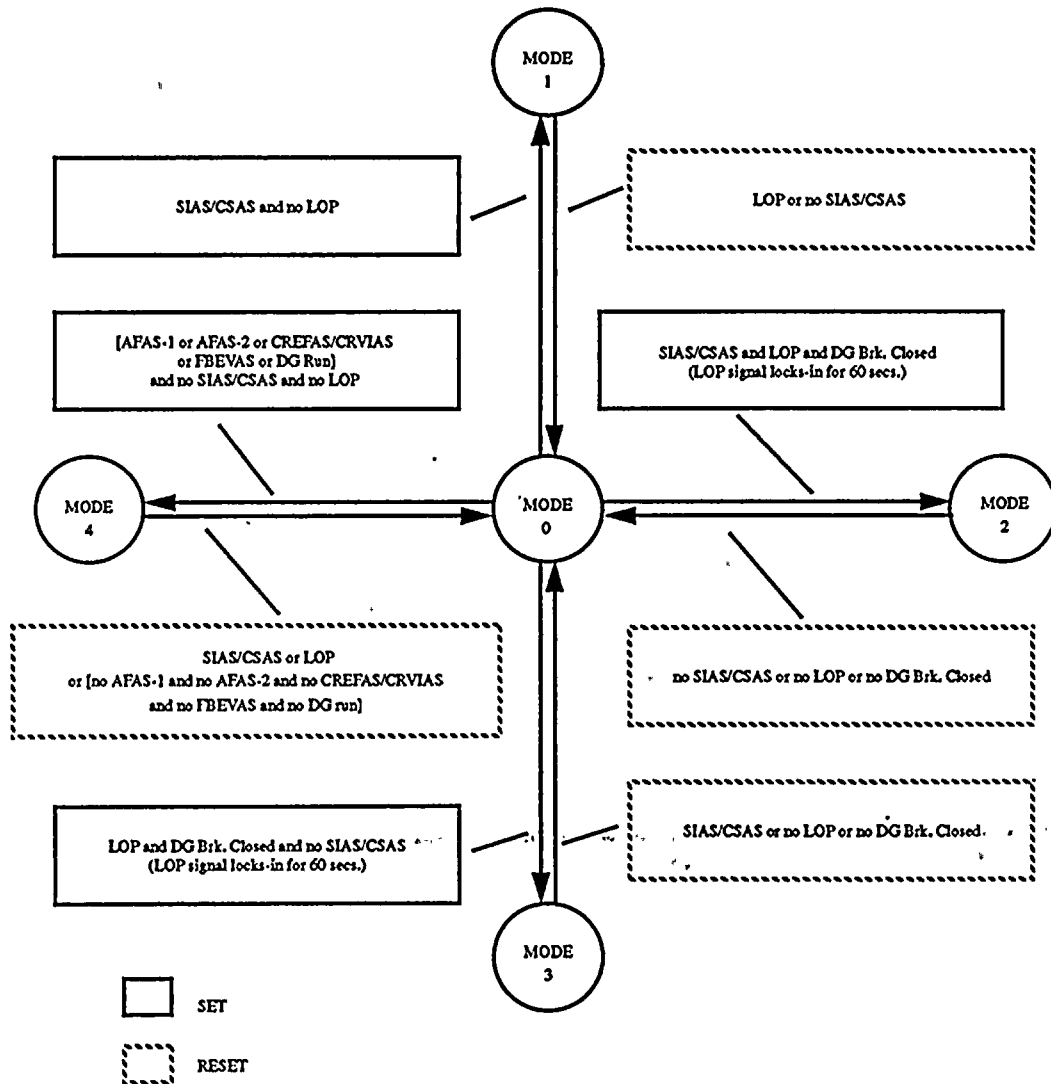 MODE
1
SIAS/CSAS and no LOP
LOP or no SIAS/CSAS
[AFAS-1 or AFAS-2 or CREFAS/CRVIAS
or FBEVAS or DG Run]
and no SIAS/CSAS and no LOP
SIAS/CSAS and LOP and DG Brk. Closed
(LOP signal locks-in for 60 secs.)
MODE
4
MODE
0
MODE
2
SIAS/CSAS or LOP
or [no AFAS-1 and no AFAS-2 and no CREFAS/CRVIAS
and no FBEVAS and no DG run]
no SIAS/CSAS or no LOP or no DG Brk. Closed
LOP and DG Brk. Closed and no SIAS/CSAS
(LOP signal locks-in for 60 secs.)
SIAS/CSAS or no LOP or no DG Brk. Closed
MODE
3
SET
RESET